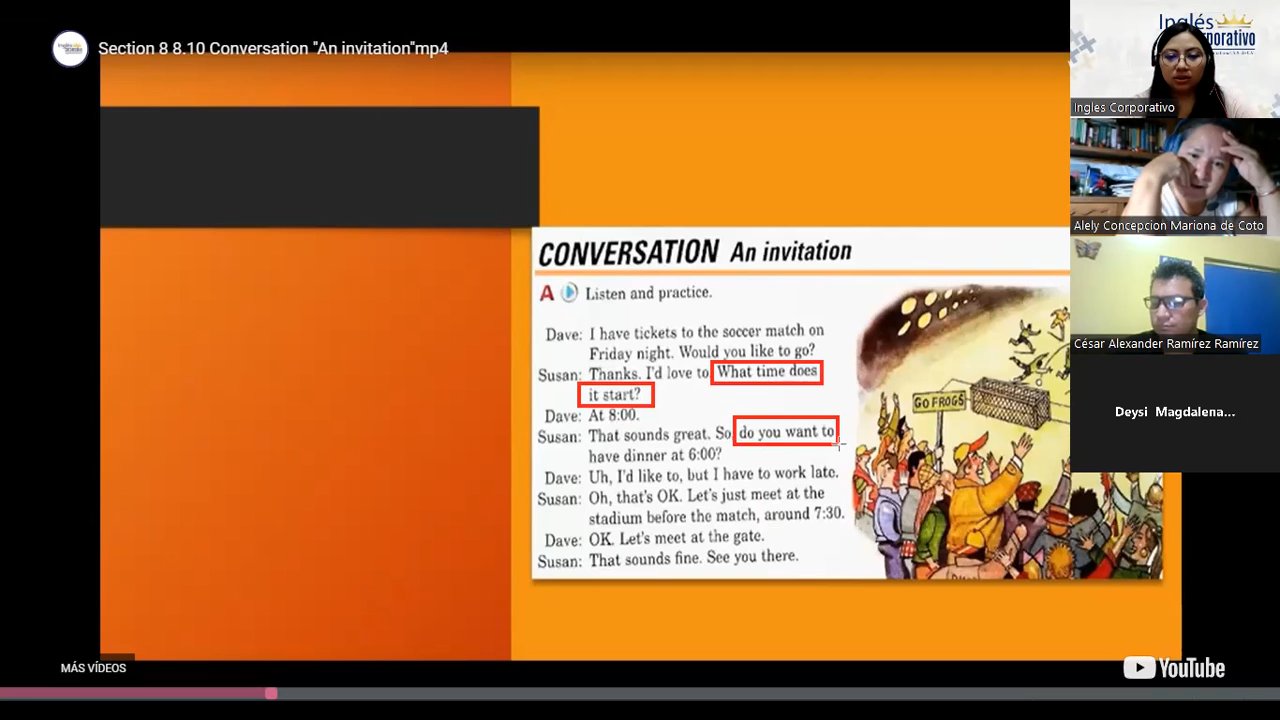 Section 8 8.10 Conversation "An invitation"mp4
CONVERSATION An invitation
A Listen and practice.
Dave: I have tickets to the soccer match on
Friday night. Would you like to go?
Susan: Thanks. I'd love to. What time does
it start?
Dave: At 8:00.
Susan: That sounds great. So do you want to
have dinner at 6:00?
Dave: Uh, I'd like to, but I have to work late.
Susan: Oh, that's OK. Let's just meet at the
stadium before the match, around 7:30.
Dave: OK. Let's meet at the gate.
Susan: That sounds fine. See you there.
GO FROGS
MÁS VÍDEOS
YouTube
Inglés
Ingles Corporativo
Alely Concepcion Mariona de Coto
César Alexander Ramírez Ramírez
Deysi Magdalena...